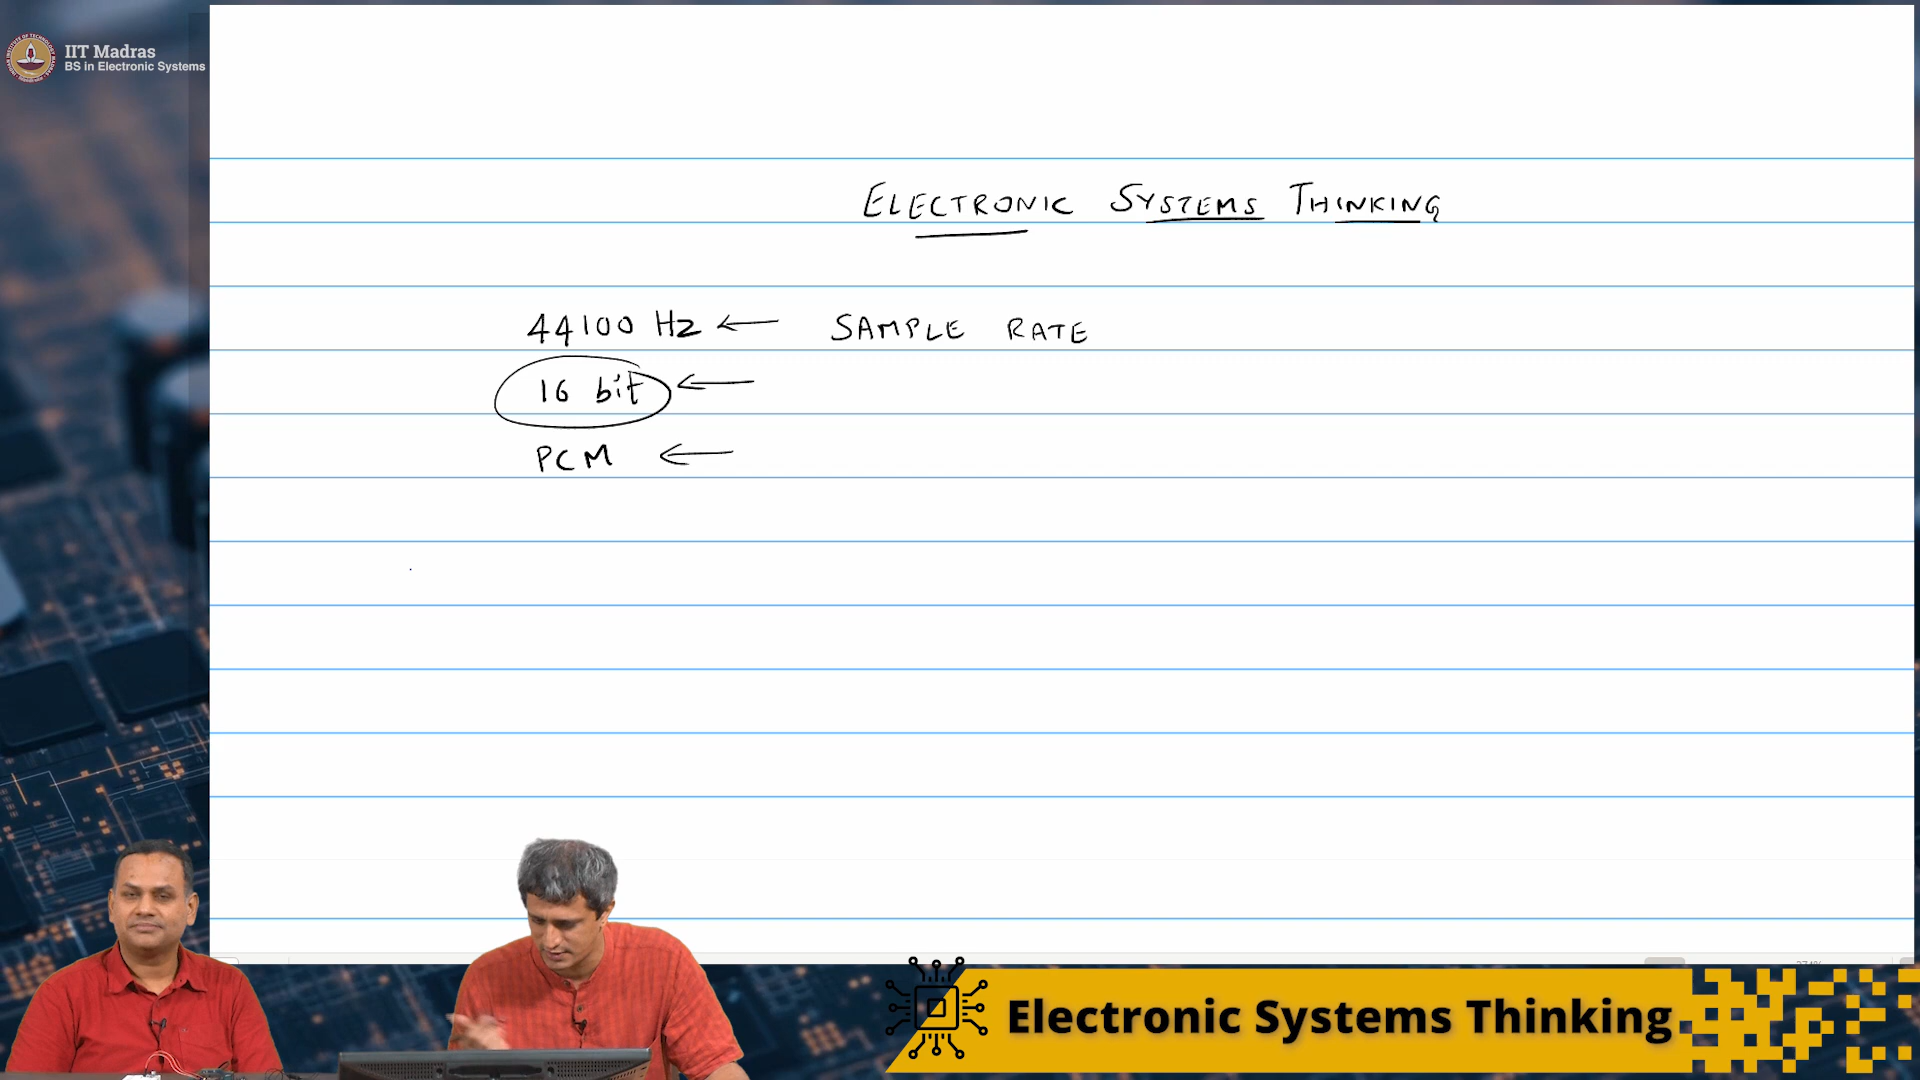 IIT Madras
BS in Electronic Systems
ELECTRONIC SYSTEMS THINKING
44100 Hz ← SAMPLE RATE
16 bit ←
PCM ←
Electronic Systems Thinking